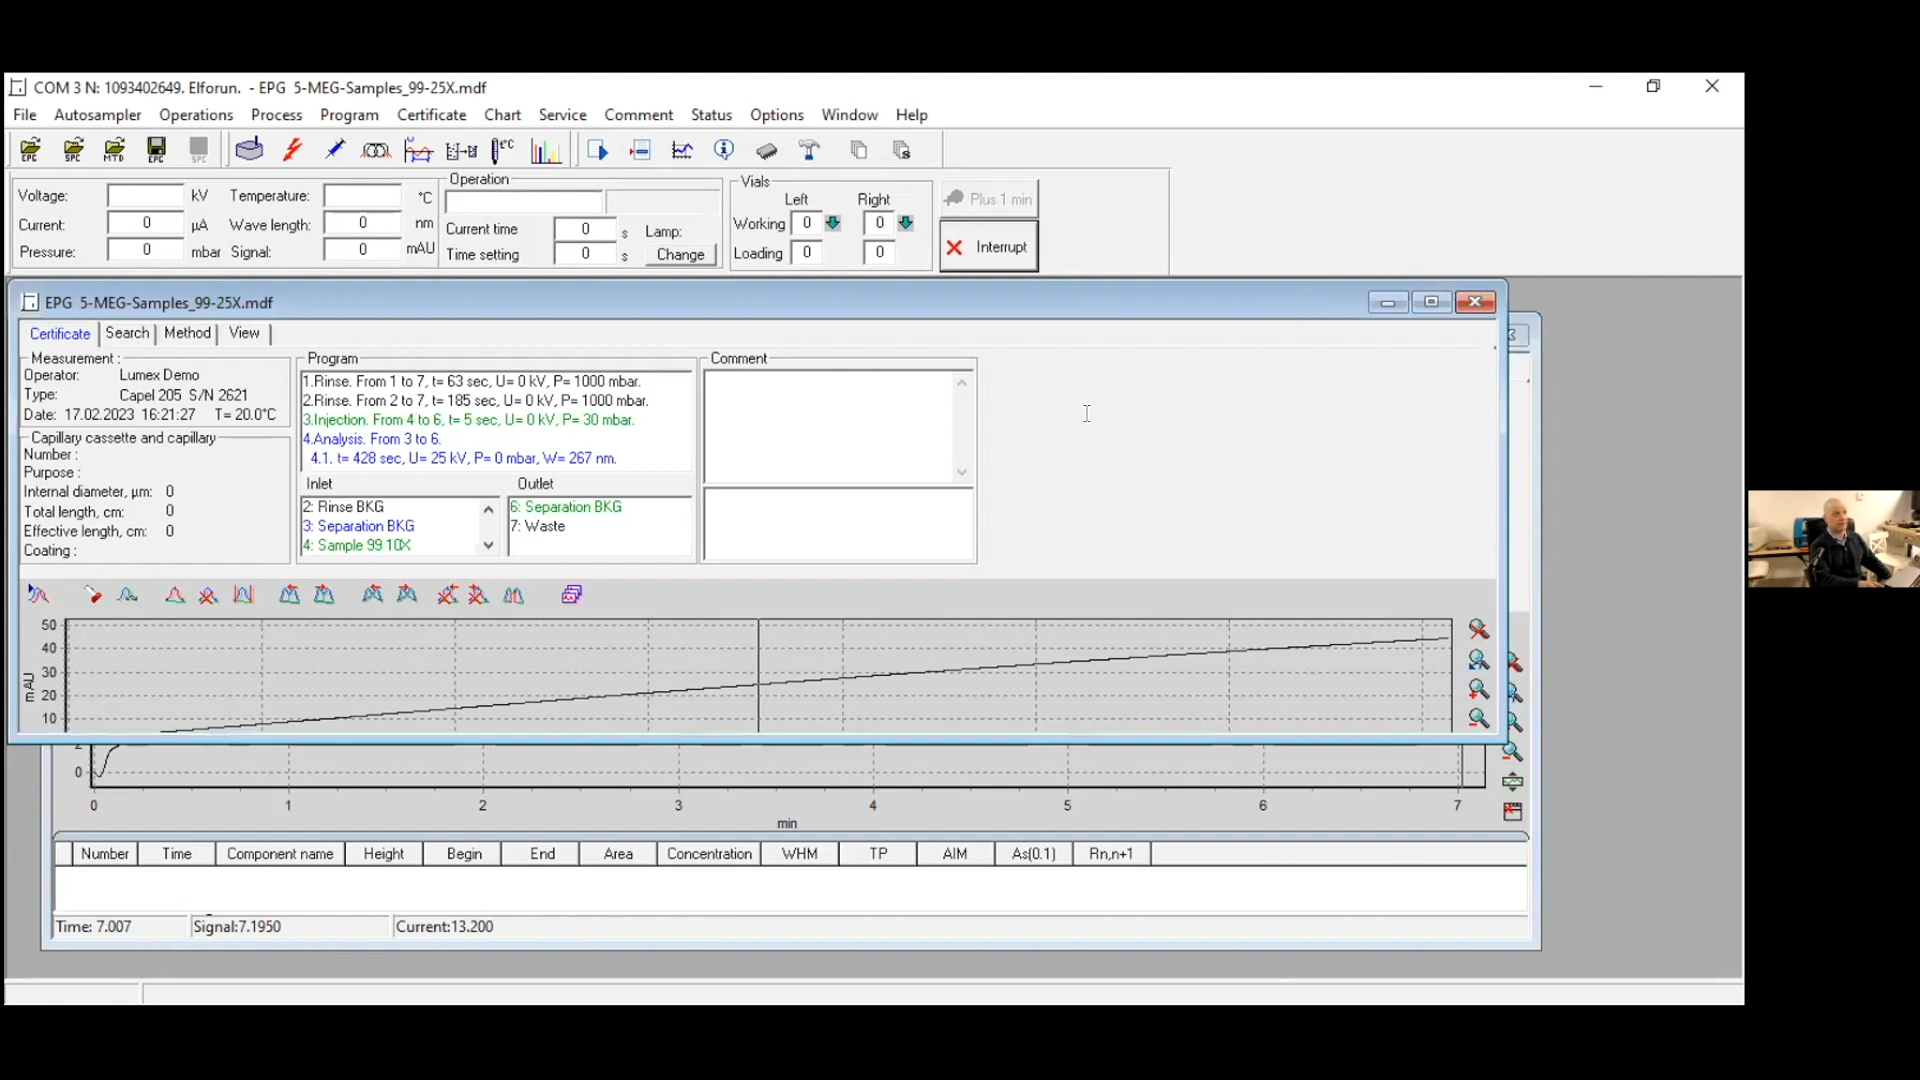 COM 3 N: 1093402649. Elforun. - EPG 5-MEG-Samples_99-25X.mdf
File Autosampler Operations Process Program Certificate Chart Service Comment Status Options Window Help
EPC SPC MTD EPC SPC
Voltage: kV Temperature: °C
Current: 0 µA Wave length: 0 nm
Pressure: 0 mbar Signal: 0 mAU
Operation
Current time 0 s Lamp:
Time setting 0 s Change
Vials
Left Right
Working 0 0
Loading 0 0
Plus 1 min
Interrupt
EPG 5-MEG-Samples_99-25X.mdf
Certificate Search Method View
Measurement :
Operator: Lumex Demo
Type: Capel 205 S/N 2621
Date: 17.02.2023 16:21:27 T= 20.0°C
Capillary cassette and capillary
Number :
Purpose :
Internal diameter, µm: 0
Total length, cm: 0
Effective length, cm: 0
Coating :
Program
1.Rinse. From 1 to 7, t= 63 sec, U= 0 kV, P= 1000 mbar.
2.Rinse. From 2 to 7, t= 185 sec, U= 0 kV, P= 1000 mbar.
3.Injection. From 4 to 6, t= 5 sec, U= 0 kV, P= 30 mbar.
4.Analysis. From 3 to 6.
4.1. t= 428 sec, U= 25 kV, P= 0 mbar, W= 267 nm.
Inlet
2: Rinse BKG
3: Separation BKG
4: Sample 99 10X
Outlet
6: Separation BKG
7: Waste
Comment
50
40
30
20
10
mAU
2
0
0 1 2 3 4 5 6 7
min
Number Time Component name Height Begin End Area Concentration WHM TP AIM As(0.1) Rn,n+1
Time: 7.007 Signal:7.1950 Current:13.200